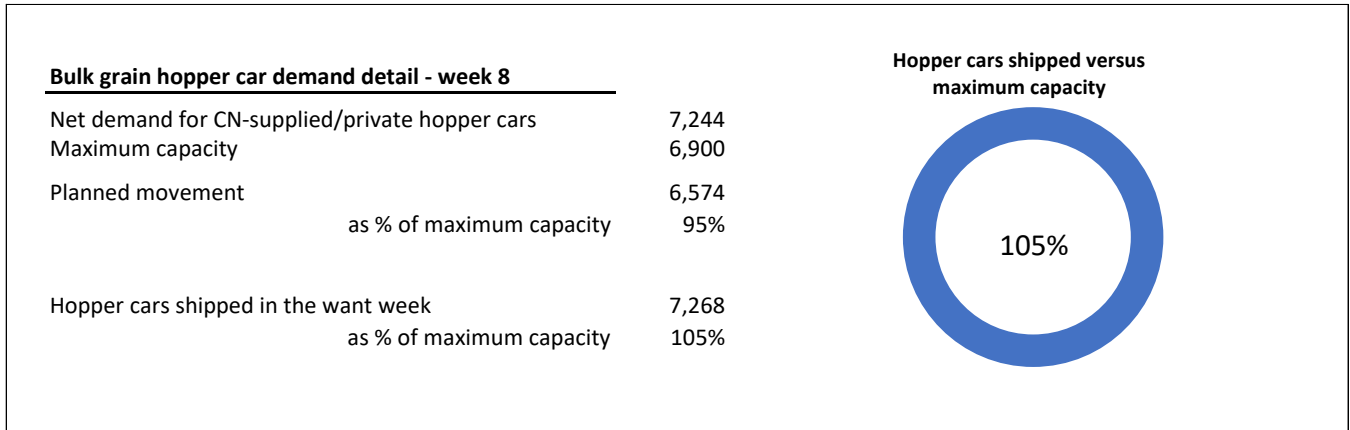 Bulk grain hopper car demand detail - week 8
Net demand for CN-supplied/private hopper cars 7,244
Maximum capacity 6,900
Planned movement 6,574
as % of maximum capacity 95%
Hopper cars shipped in the want week 7,268
as % of maximum capacity 105%
Hopper cars shipped versus
maximum capacity
105%